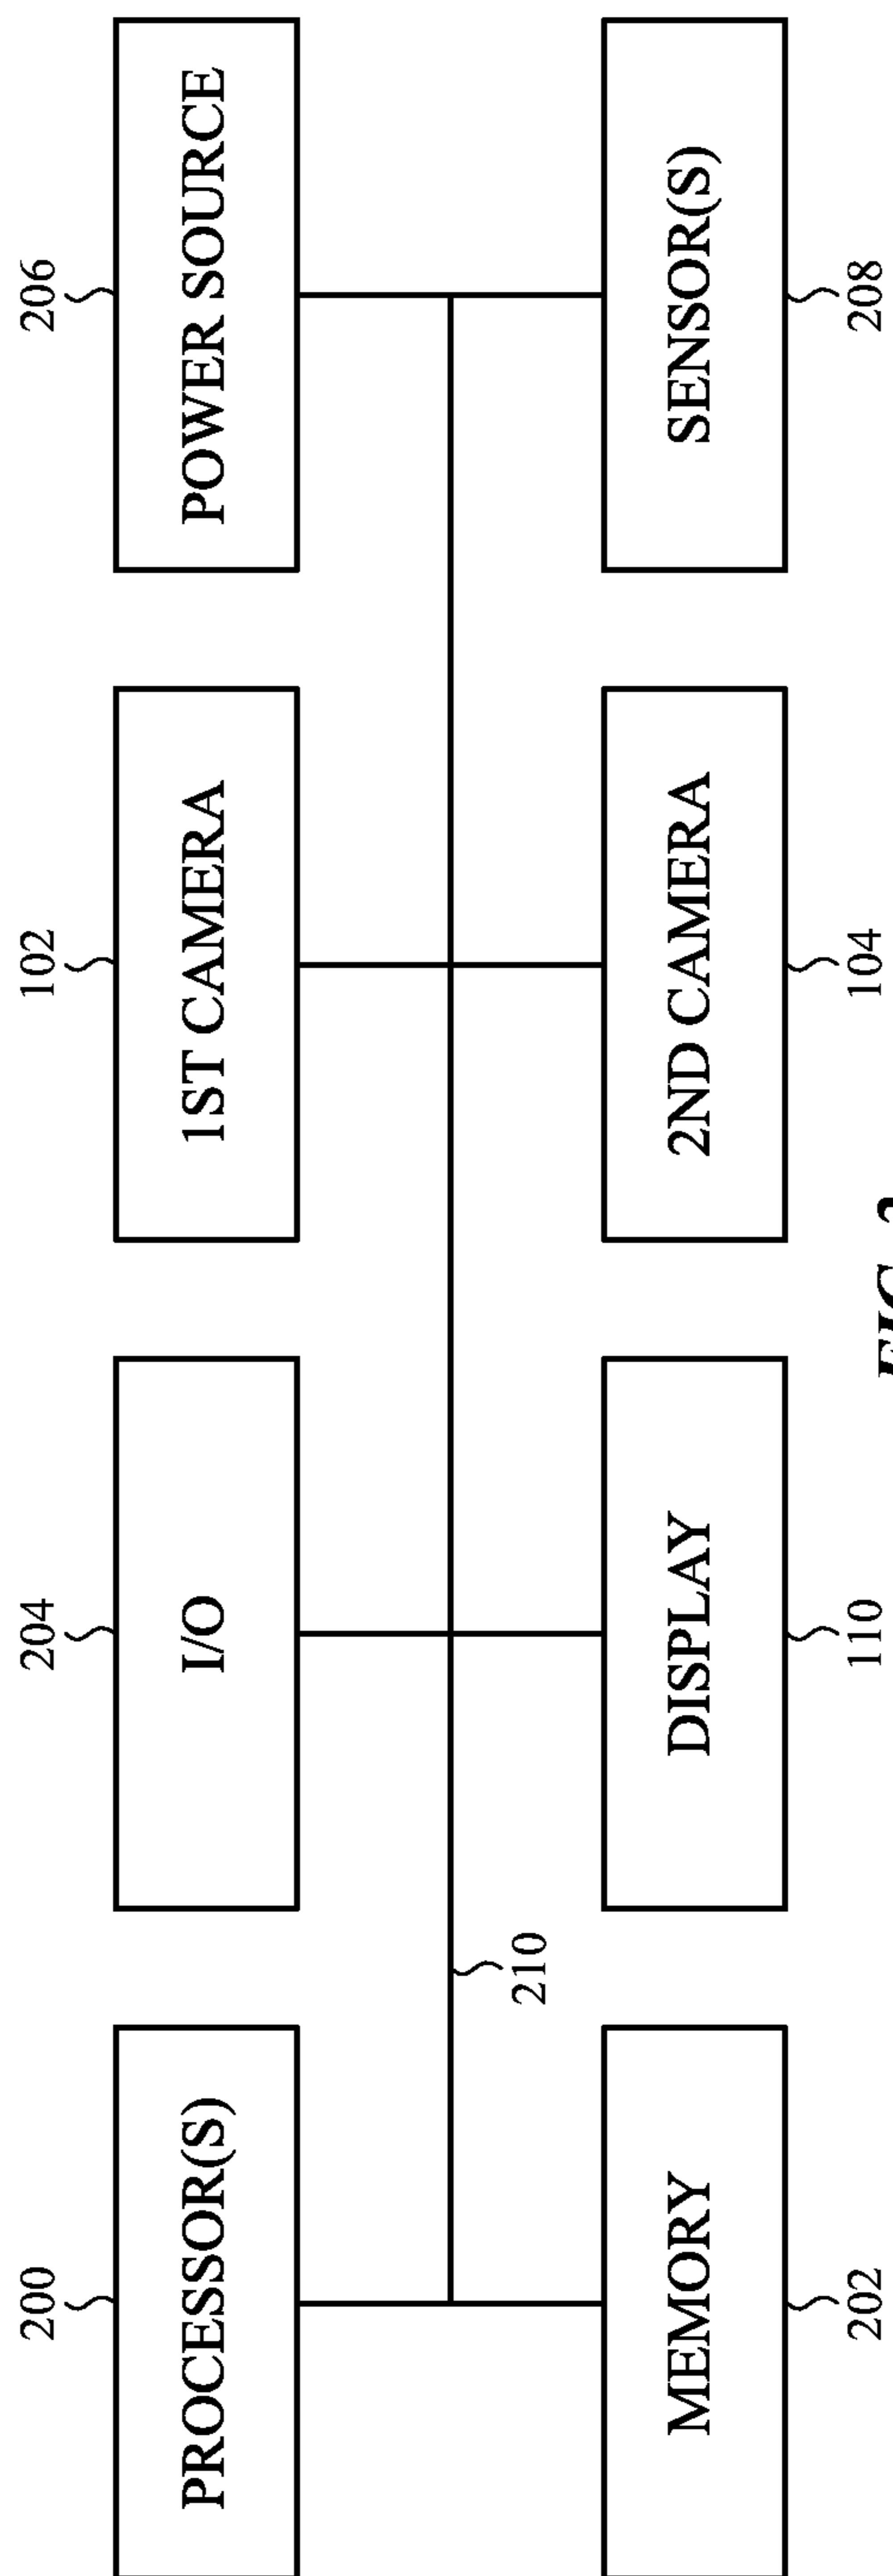 200
204
102
206
PROCESSOR(S)
I/O
1ST CAMERA
POWER SOURCE
210
MEMORY
DISPLAY
2ND CAMERA
SENSOR(S)
202
110
104
208
FIG.